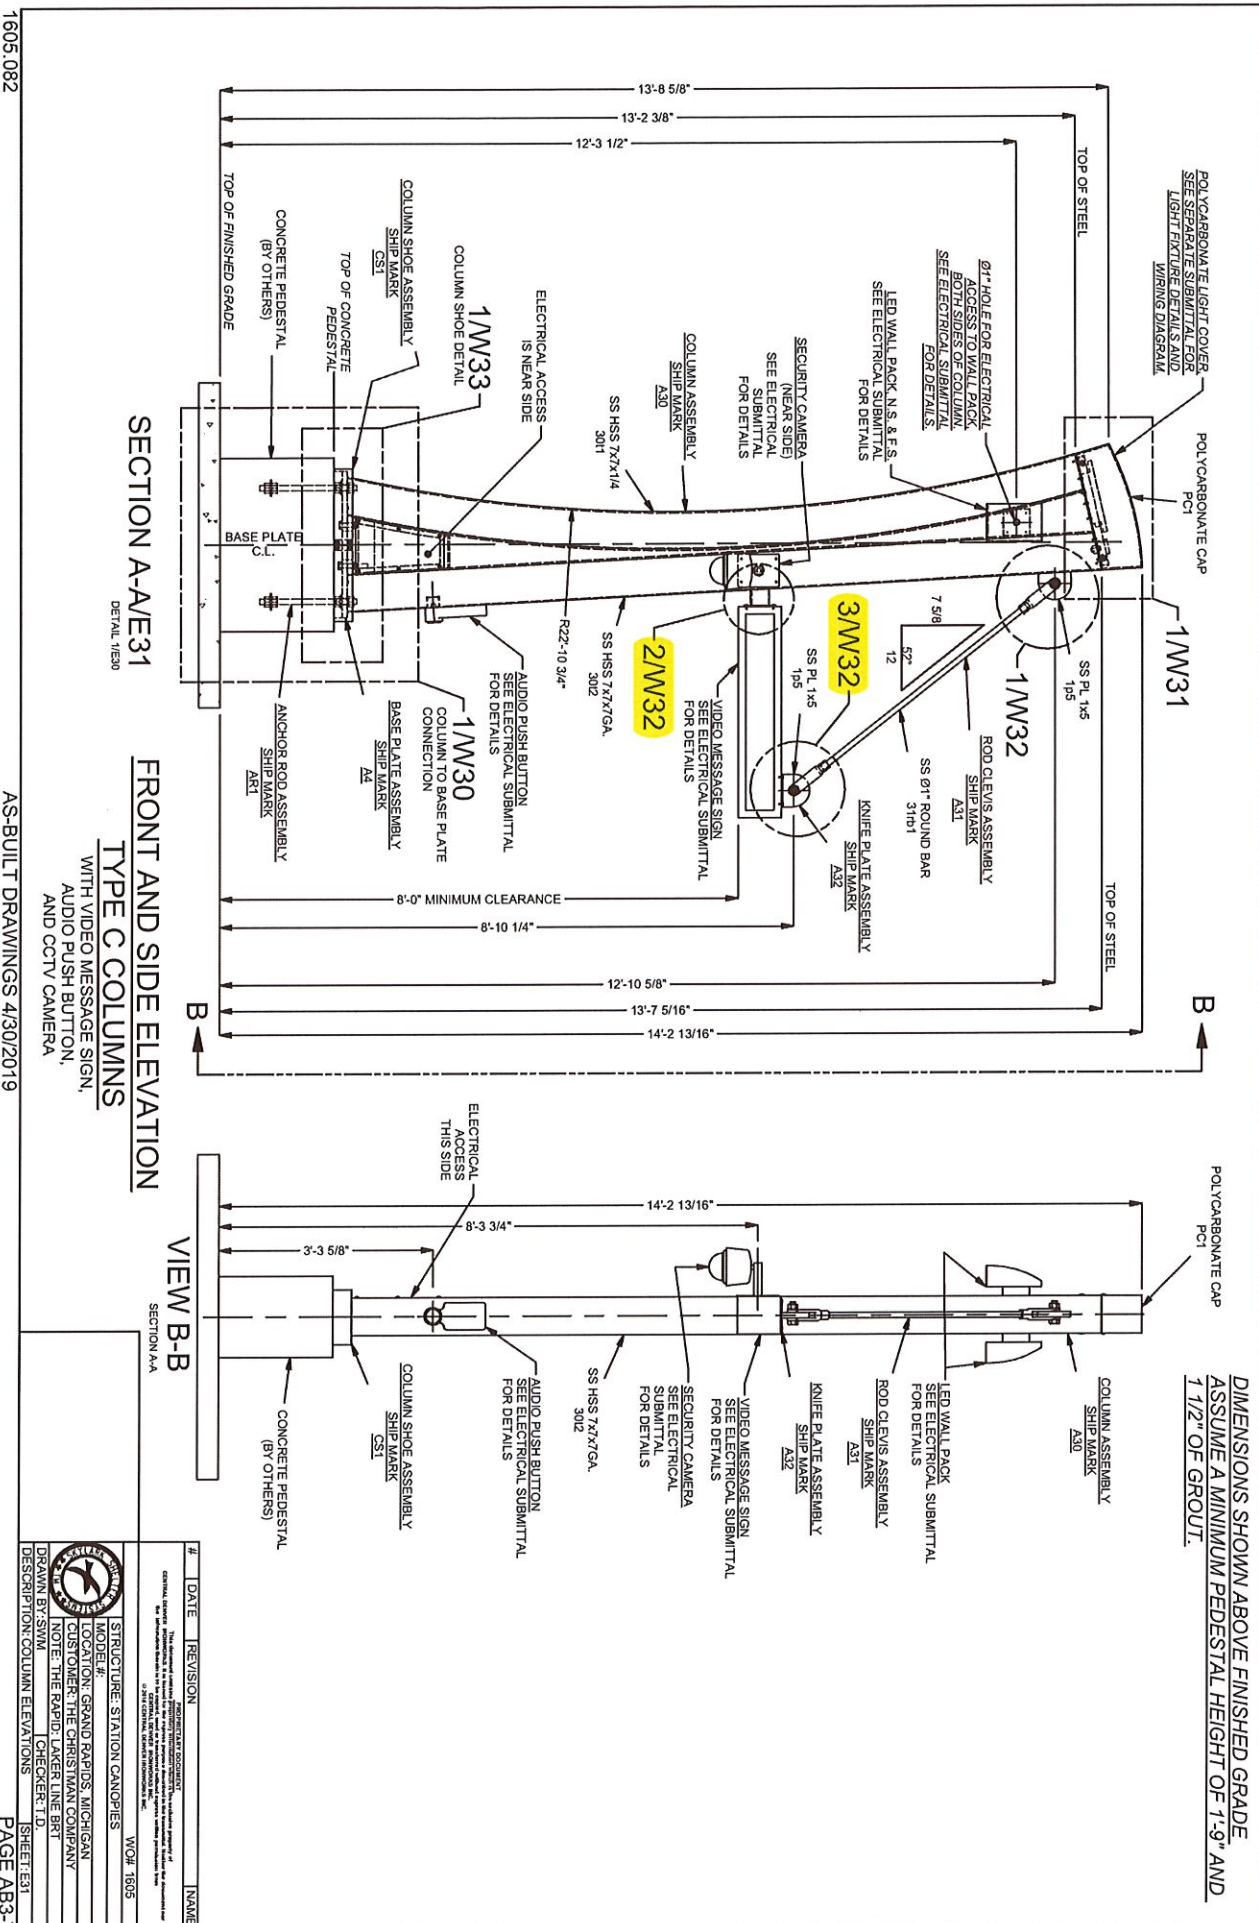 DIMENSIONS SHOWN ABOVE FINISHED GRADE
ASSUME A MINIMUM PEDESTAL HEIGHT OF 1'-9" AND
1 1/2" OF GROUT.
POLYCARBONATE LIGHT COVER
SEE SEPARATE SUBMITTAL FOR
LIGHT FIXTURE DETAILS AND
WIRING DIAGRAM.
POLYCARBONATE CAP
PC1
1/W31
B
TOP OF STEEL
13'-8 5/8"
13'-2 3/8"
12'-3 1/2"
Ø1" HOLE FOR ELECTRICAL
ACCESS TO WALL PACK
BOTH SIDES OF COLUMN.
SEE ELECTRICAL SUBMITTAL
FOR DETAILS.
LED WALL PACK N.S. & F.S.
SEE ELECTRICAL SUBMITTAL
FOR DETAILS
SECURITY CAMERA
(NEAR SIDE)
SEE ELECTRICAL
SUBMITTAL
FOR DETAILS
COLUMN ASSEMBLY
SHIP MARK
A30
SS HSS 7x7x1/4
30t1
R22'-10 3/4"
ELECTRICAL ACCESS
IS NEAR SIDE
1/W33
COLUMN SHOE DETAIL
COLUMN SHOE ASSEMBLY
SHIP MARK
CS1
TOP OF CONCRETE
PEDESTAL
CONCRETE PEDESTAL
(BY OTHERS)
TOP OF FINISHED GRADE
BASE PLATE
C.L.
SS PL 1x5
1p5
1/W32
7 5/8
52°
12
3/W32
SS PL 1x5
1p5
2/W32
SS HSS 7x7x7GA.
30t2
ROD CLEVIS ASSEMBLY
SHIP MARK
A31
SS Ø1" ROUND BAR
31rb1
KNIFE PLATE ASSEMBLY
SHIP MARK
A32
VIDEO MESSAGE SIGN
SEE ELECTRICAL SUBMITTAL
FOR DETAILS
AUDIO PUSH BUTTON
SEE ELECTRICAL SUBMITTAL
FOR DETAILS
1/W30
COLUMN TO BASE PLATE
CONNECTION
BASE PLATE ASSEMBLY
SHIP MARK
A4
ANCHOR ROD ASSEMBLY
SHIP MARK
AR1
TOP OF STEEL
8'-0" MINIMUM CLEARANCE
8'-10 1/4"
12'-10 5/8"
13'-7 5/16"
14'-2 13/16"
B
SECTION A-A/E31
DETAIL 1/E30
FRONT AND SIDE ELEVATION
TYPE C COLUMNS
WITH VIDEO MESSAGE SIGN,
AUDIO PUSH BUTTON,
AND CCTV CAMERA
POLYCARBONATE CAP
PC1
14'-2 13/16"
8'-3 3/4"
3'-3 5/8"
ELECTRICAL
ACCESS
THIS SIDE
COLUMN ASSEMBLY
SHIP MARK
A30
LED WALL PACK
SEE ELECTRICAL SUBMITTAL
FOR DETAILS
ROD CLEVIS ASSEMBLY
SHIP MARK
A31
KNIFE PLATE ASSEMBLY
SHIP MARK
A32
VIDEO MESSAGE SIGN
SEE ELECTRICAL SUBMITTAL
FOR DETAILS
SECURITY CAMERA
SEE ELECTRICAL
SUBMITTAL
FOR DETAILS
SS HSS 7x7x7GA.
30t2
AUDIO PUSH BUTTON
SEE ELECTRICAL SUBMITTAL
FOR DETAILS
COLUMN SHOE ASSEMBLY
SHIP MARK
CS1
CONCRETE PEDESTAL
(BY OTHERS)
VIEW B-B
SECTION A-A
# DATE REVISION NAME
PROPRIETARY DOCUMENT
SKYLARK SHELTER SYSTEMS TM
WO# 1605
STRUCTURE: STATION CANOPIES
MODEL#:
LOCATION: GRAND RAPIDS, MICHIGAN
CUSTOMER: THE CHRISTMAN COMPANY
NOTE: THE RAPID: LAKER LINE BRT
DRAWN BY:SWM CHECKER: T.D.
DESCRIPTION: COLUMN ELEVATIONS SHEET:E31
1605.082
AS-BUILT DRAWINGS 4/30/2019
PAGE AB3-